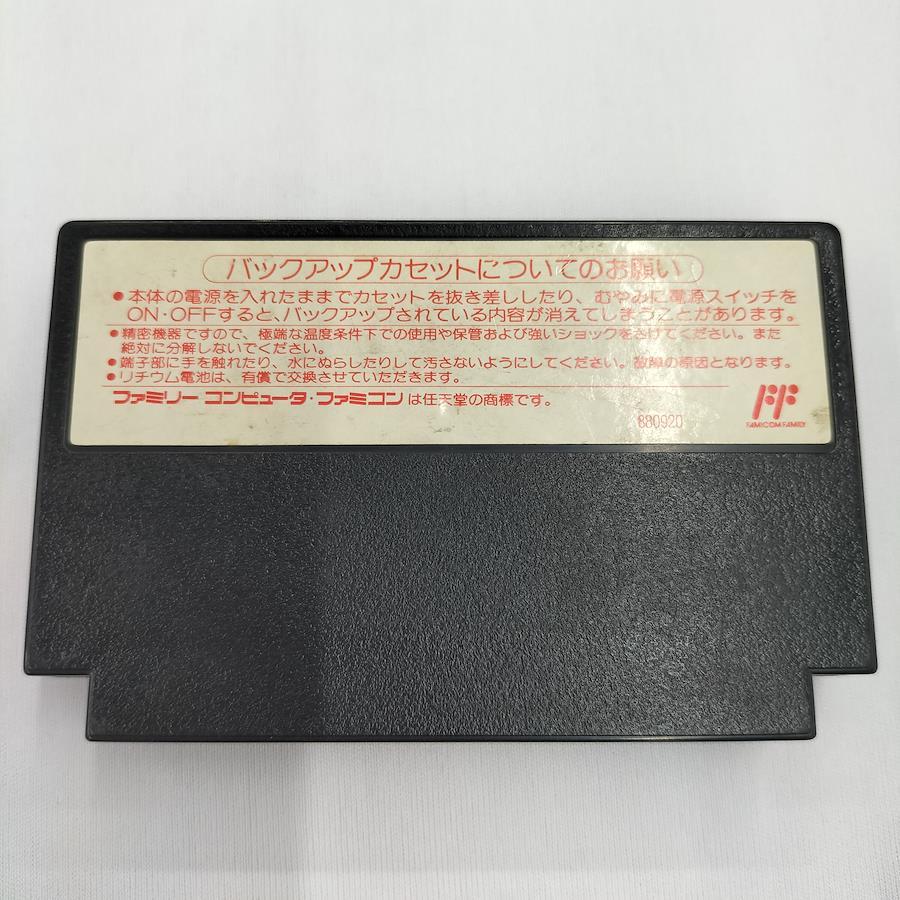 バックアップカセットについてのお願い
●本体の電源を入れたままでカセットを抜き差ししたり、むやみに電源スイッチを
ON・OFFすると、バックアップされている内容が消えてしまうことがあります。
●精密機器ですので、極端な温度条件下での使用や保管および強いショックをさけてください。また
絶対に分解しないでください。
●端子部に手を触れたり、水にぬらしたりして汚さないようにしてください。故障の原因となります。
●リチウム電池は、有償で交換させていただきます。
ファミリー コンピュータ・ファミコン は任天堂の商標です。
880920
FAMICOM FAMILY